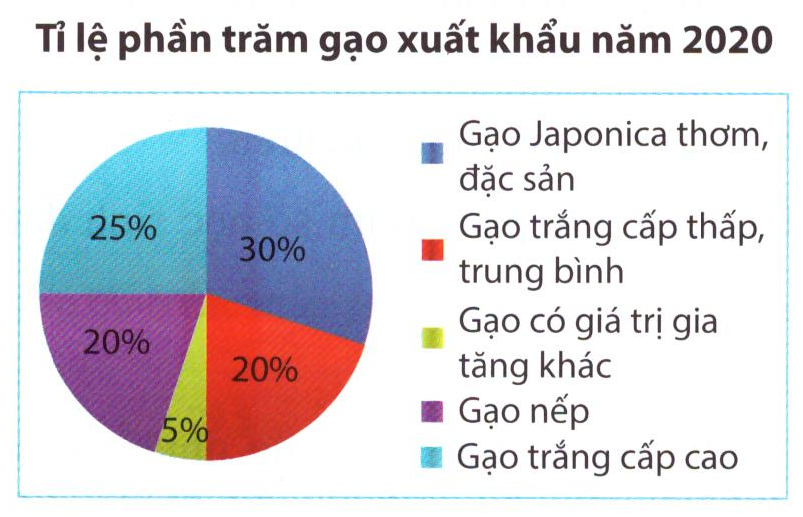 Tỉ lệ phần trăm gạo xuất khẩu năm 2020
25%
30%
20%
20%
5%
Gạo Japonica thơm,
đặc sản
Gạo trắng cấp thấp,
trung bình
Gạo có giá trị gia
tăng khác
Gạo nếp
Gạo trắng cấp cao